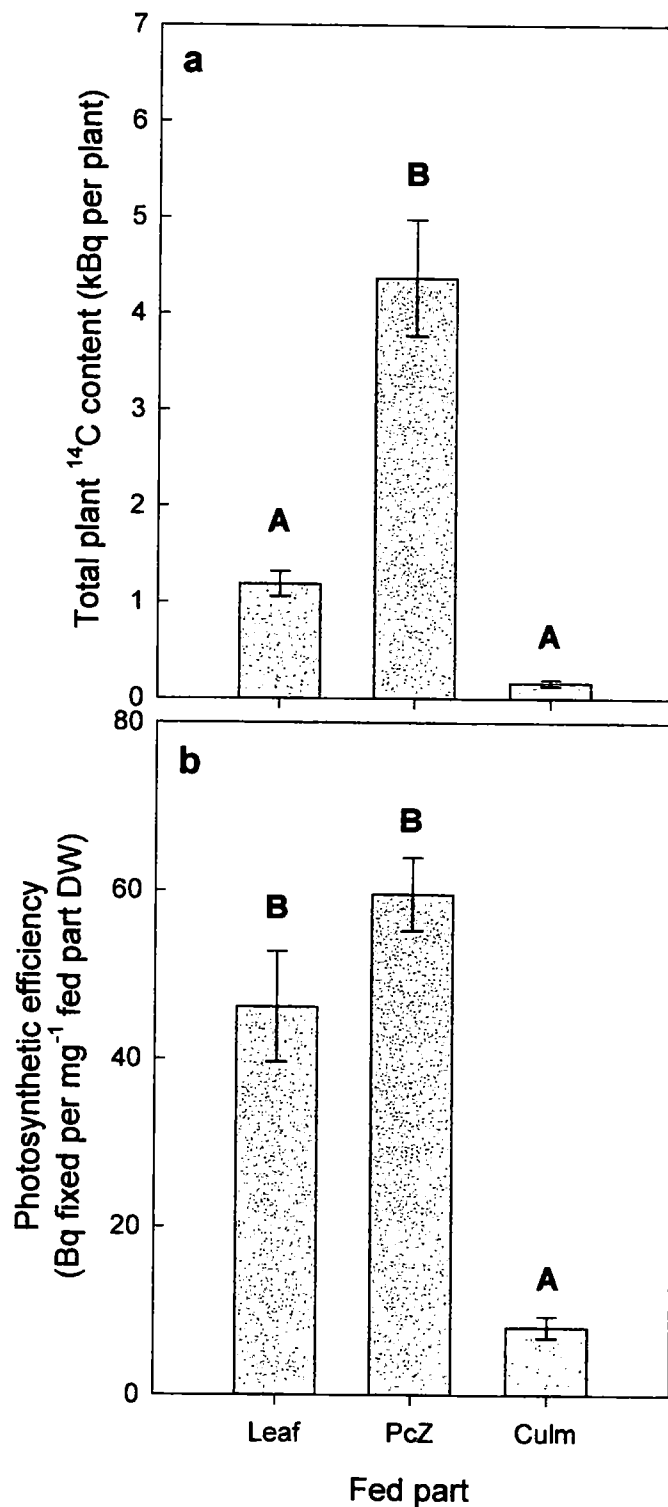 a
Total plant ¹⁴C content (kBq per plant)
7
6
5
4
3
2
1
0
A
B
A
b
Photosynthetic efficiency
(Bq fixed per mg⁻¹ fed part DW)
80
60
40
20
0
B
B
A
Leaf PcZ Culm
Fed part